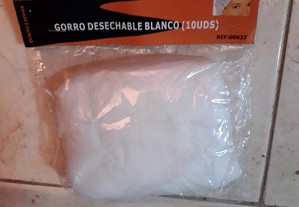 GORRO DESECHABLE BLANCO (10UDS)
REF:00637